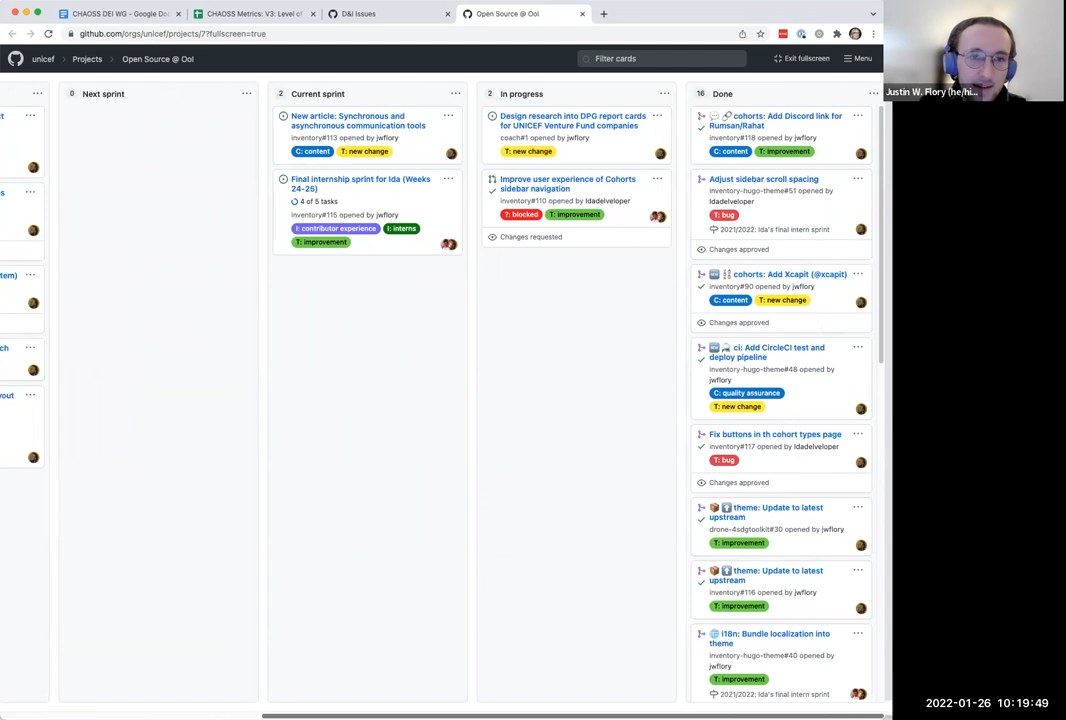 CHAOSS DEI WG - Google Doc
CHAOSS Metrics: V3: Level of
D&I Issues
Open Source @ OoI
github.com/orgs/unicef/projects/7?fullscreen=true
unicef
Projects
Open Source @ OoI
Filter cards
Exit fullscreen
Menu
em)
ch
yout
0 Next sprint
2 Current sprint
New article: Synchronous and
asynchronous communication tools
inventory#113 opened by jwflory
C: content
T: new change
Final internship sprint for Ida (Weeks
24-25)
4 of 5 tasks
inventory#115 opened by jwflory
I: contributor experience
I: interns
T: improvement
2 In progress
Design research into DPG report cards
for UNICEF Venture Fund companies
coach#1 opened by jwflory
T: new change
Improve user experience of Cohorts
sidebar navigation
inventory#110 opened by Idadelveloper
?: blocked
T: improvement
Changes requested
16 Done
cohorts: Add Discord link for
Rumsan/Rahat
inventory#118 opened by jwflory
C: content
T: improvement
Adjust sidebar scroll spacing
inventory-hugo-theme#51 opened by
Idadelveloper
T: bug
2021/2022: Ida's final intern sprint
Changes approved
cohorts: Add Xcapit (@xcapit)
inventory#90 opened by jwflory
C: content
T: new change
Changes approved
ci: Add CircleCI test and
deploy pipeline
inventory-hugo-theme#48 opened by
jwflory
C: quality assurance
T: new change
Fix buttons in th cohort types page
inventory#117 opened by Idadelveloper
T: bug
Changes approved
theme: Update to latest
upstream
drone-4sdgtoolkit#30 opened by jwflory
T: improvement
theme: Update to latest
upstream
inventory#116 opened by jwflory
T: improvement
i18n: Bundle localization into
theme
inventory-hugo-theme#40 opened by
jwflory
T: improvement
2021/2022: Ida's final intern sprint
Justin W. Flory (he/hi...
2022-01-26 10:19:49